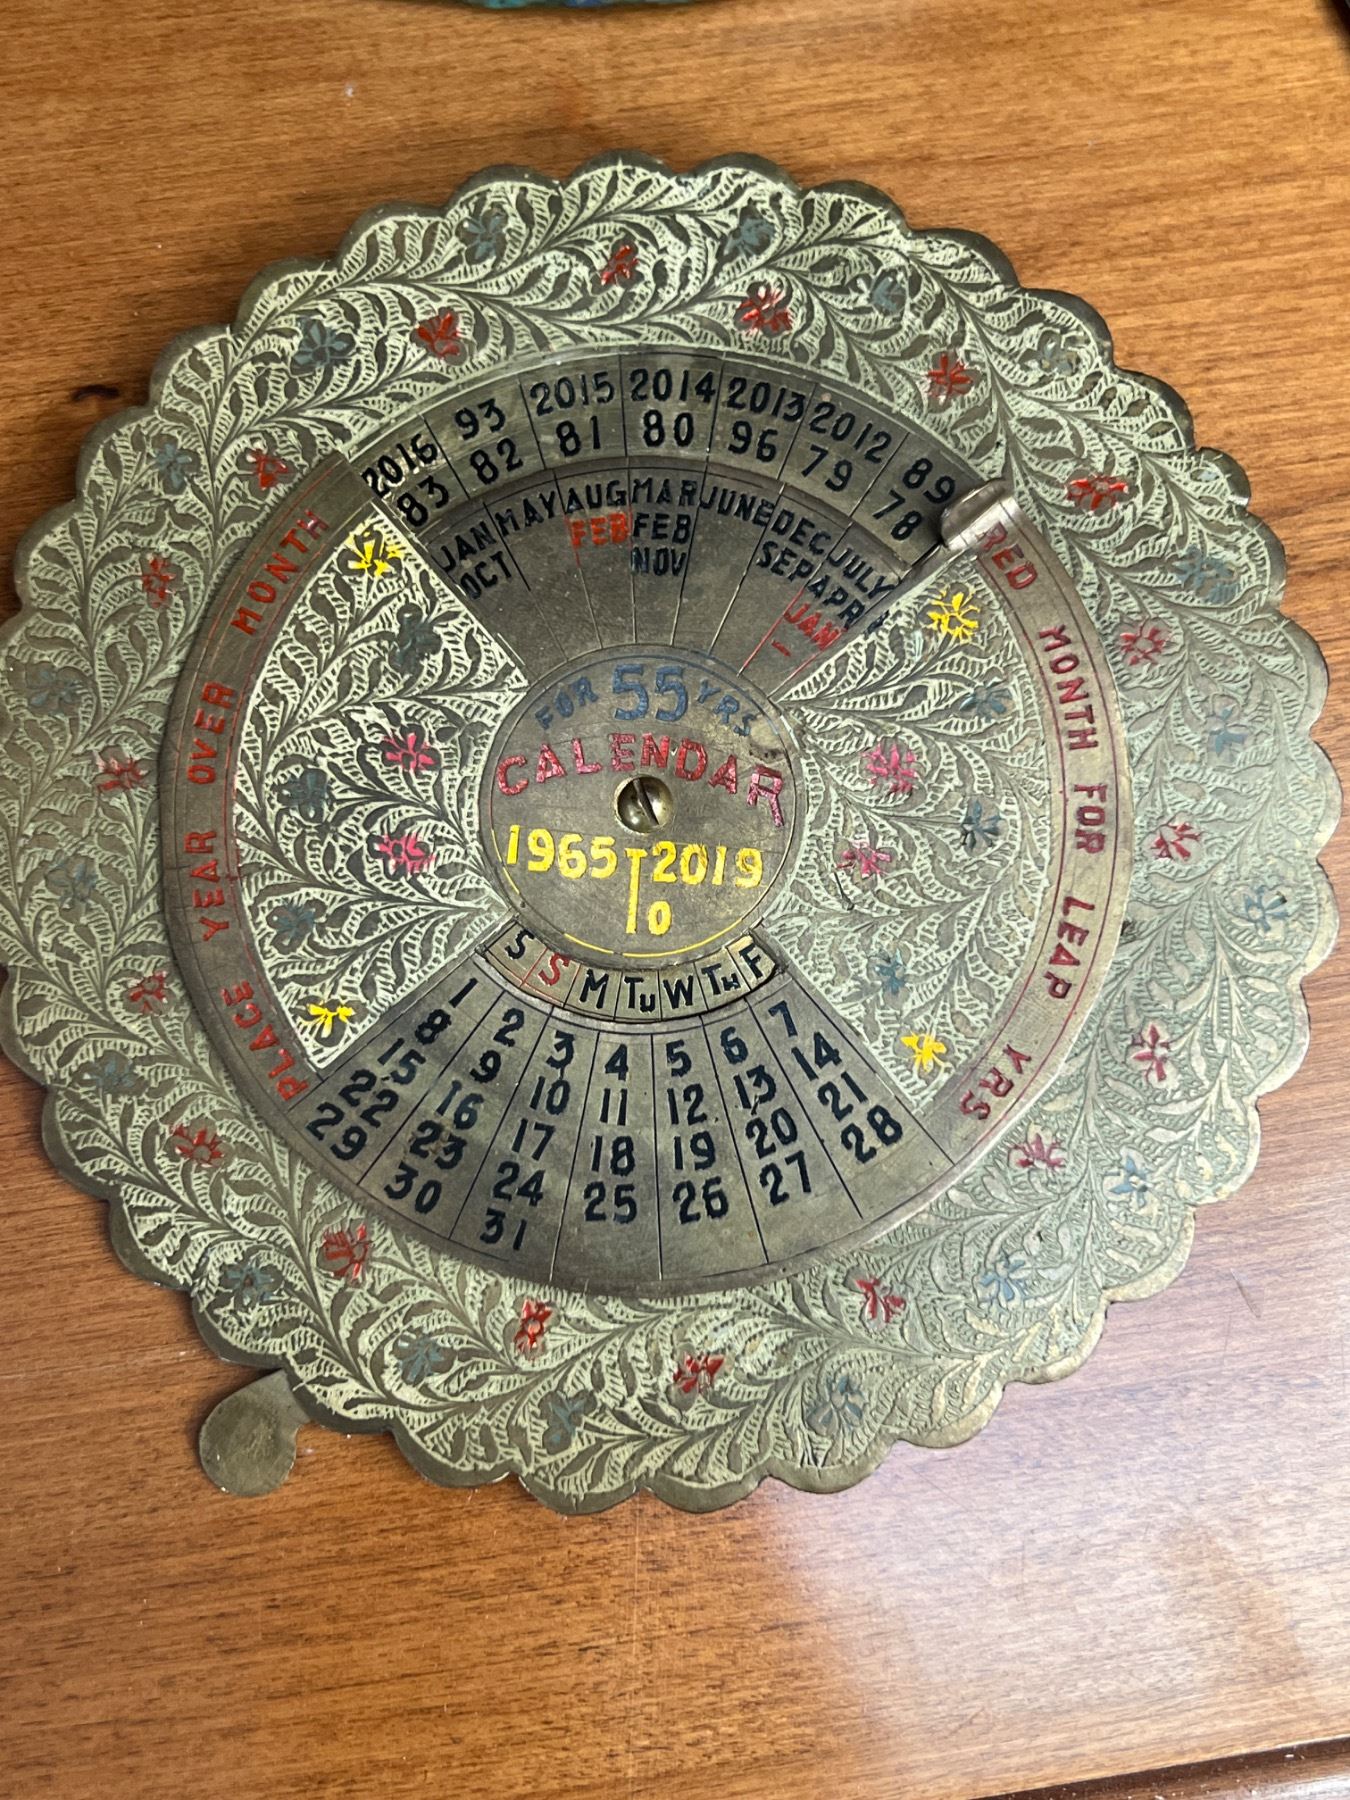 2016 93 2015 2014 2013 2012 89
83 82 81 80 96 79 78
JAN MAY AUG MAR JUNE DEC JULY
OCT FEB FEB SEP APR
NOV JAN
PLACE YEAR OVER MONTH
RED MONTH FOR LEAP YRS
FOR 55 YRS
CALENDAR
1965 TO 2019
S S M TU W TH F
1 2 3 4 5 6 7
8 9 10 11 12 13 14
15 16 17 18 19 20 21
22 23 24 25 26 27 28
29 30 31